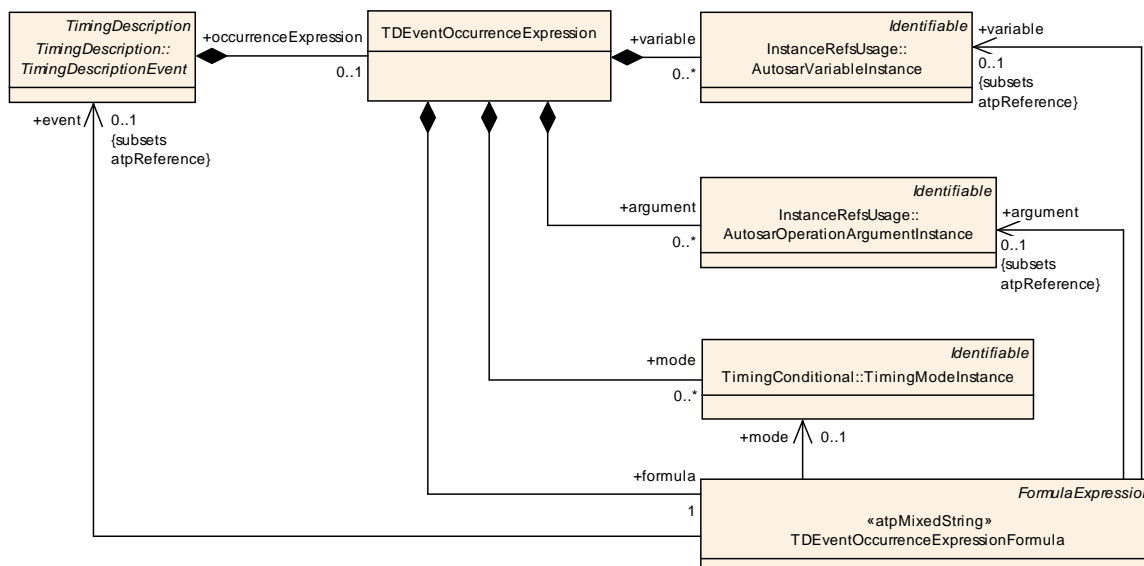 TimingDescription
TimingDescription::
TimingDescriptionEvent
+occurrenceExpression
0..1
TDEventOccurrenceExpression
+variable
0..*
Identifiable
InstanceRefsUsage::
AutosarVariableInstance
+variable
0..1
{subsets
atpReference}
+event
0..1
{subsets
atpReference}
+argument
0..*
Identifiable
InstanceRefsUsage::
AutosarOperationArgumentInstance
+argument
0..1
{subsets
atpReference}
+mode
0..*
Identifiable
TimingConditional::TimingModeInstance
+mode
0..1
+formula
1
FormulaExpression
«atpMixedString»
TDEventOccurrenceExpressionFormula